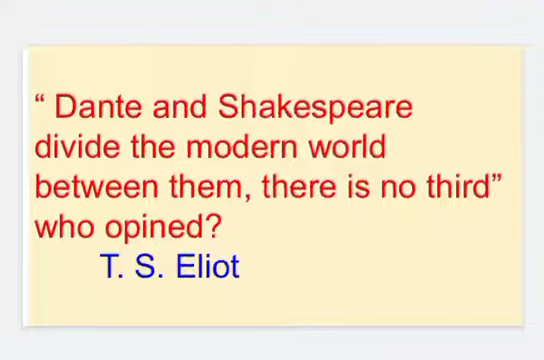 “ Dante and Shakespeare
divide the modern world
between them, there is no third”
who opined?
T. S. Eliot